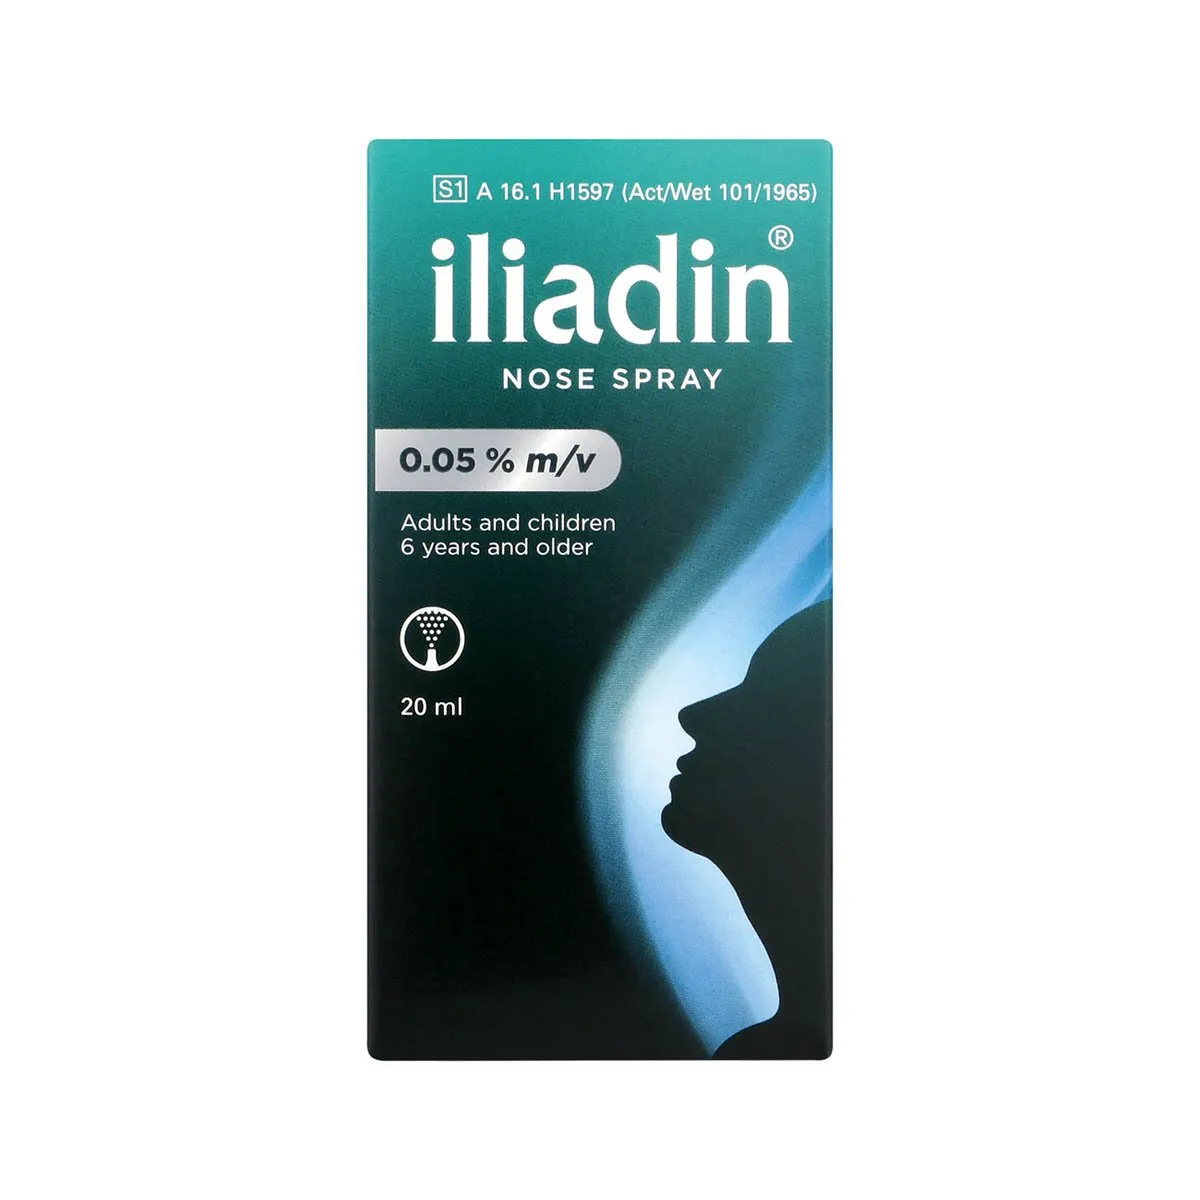 S1 A 16.1 H1597 (Act/Wet 101/1965)
iliadin®
NOSE SPRAY
0.05 % m/v
Adults and children
6 years and older
20 ml